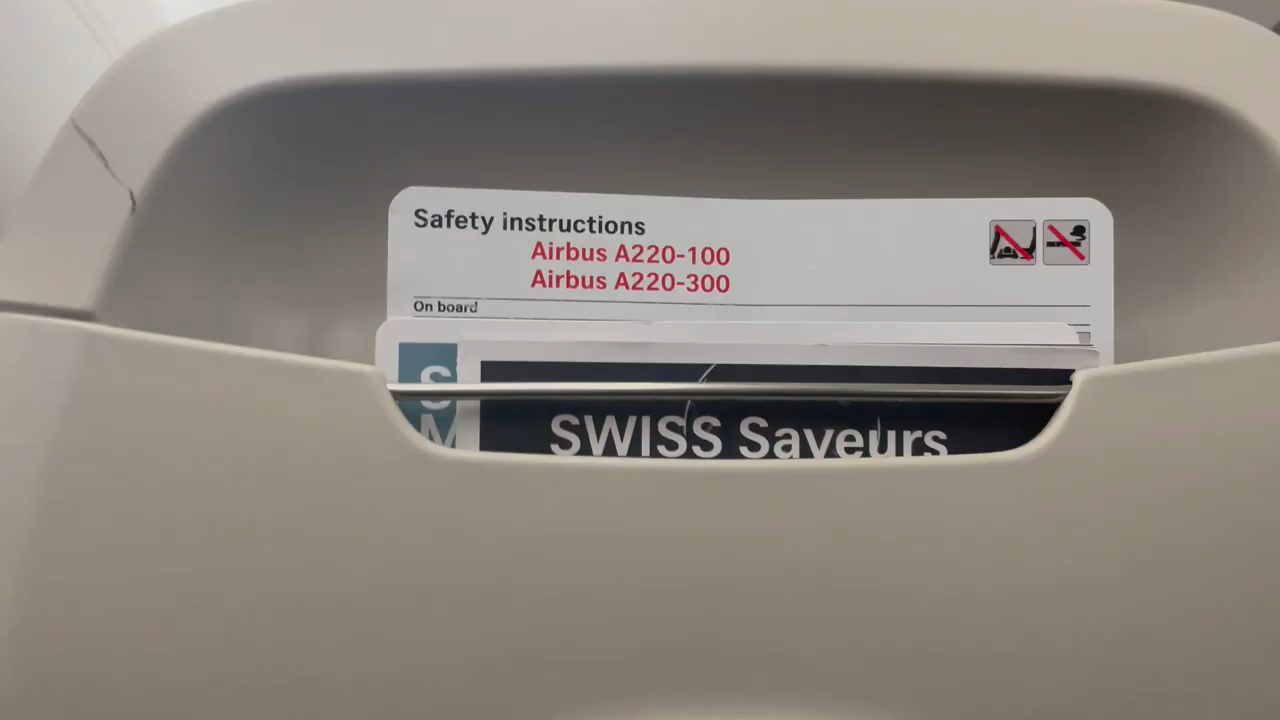 Safety instructions
Airbus A220-100
Airbus A220-300
On board
S
M
SWISS Saveurs